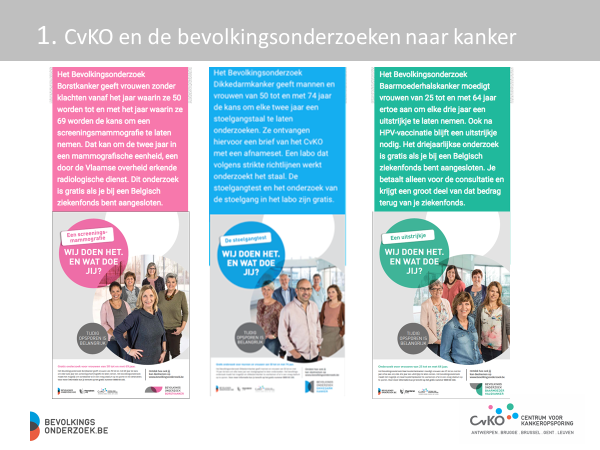 1. CvKO en de bevolkingsonderzoeken naar kanker
Het Bevolkingsonderzoek
Borstkanker geeft vrouwen zonder
klachten vanaf het jaar waarin ze 50
worden tot en met het jaar waarin ze
69 worden de kans om een
screeningsmammografie te laten
nemen. Dat kan om de twee jaar in
een mammografische eenheid, een
door de Vlaamse overheid erkende
radiologische dienst. Dit onderzoek
is gratis als je bij een Belgisch
ziekenfonds bent aangesloten.
Een screenings-
mammografie
WIJ DOEN HET.
EN WAT DOE
JIJ?
TIJDIG
OPSPOREN IS
BELANGRIJK
Het Bevolkingsonderzoek
Dikkedarmkanker geeft mannen en
vrouwen van 50 tot en met 74 jaar
de kans om elke twee jaar een
stoelgangstaal te laten
onderzoeken. Ze ontvangen
hiervoor een brief van het CvKO
met een afnameset. Een labo dat
volgens strikte richtlijnen werkt
onderzoekt het staal. De
stoelgangtest en het onderzoek van
de stoelgang in het labo zijn gratis.
De stoelgangtest
WIJ DOEN HET.
EN WAT DOE
JIJ?
TIJDIG
OPSPOREN IS
BELANGRIJK
Het Bevolkingsonderzoek
Baarmoederhalskanker moedigt
vrouwen van 25 tot en met 64 jaar
ertoe aan om elke drie jaar een
uitstrijkje te laten nemen. Ook na
HPV-vaccinatie blijft een uitstrijkje
nodig. Het driejaarlijkse onderzoek
is gratis als je bij een Belgisch
ziekenfonds bent aangesloten. Je
betaalt alleen voor de consultatie en
krijgt een groot deel van dat bedrag
terug van je ziekenfonds.
Een uitstrijkje
WIJ DOEN HET.
EN WAT DOE
JIJ?
TIJDIG
OPSPOREN IS
BELANGRIJK
BEVOLKINGS
ONDERZOEK.BE
CvKO
CENTRUM VOOR
KANKEROPSPORING
ANTWERPEN BRUGGE BRUSSEL GENT LEUVEN